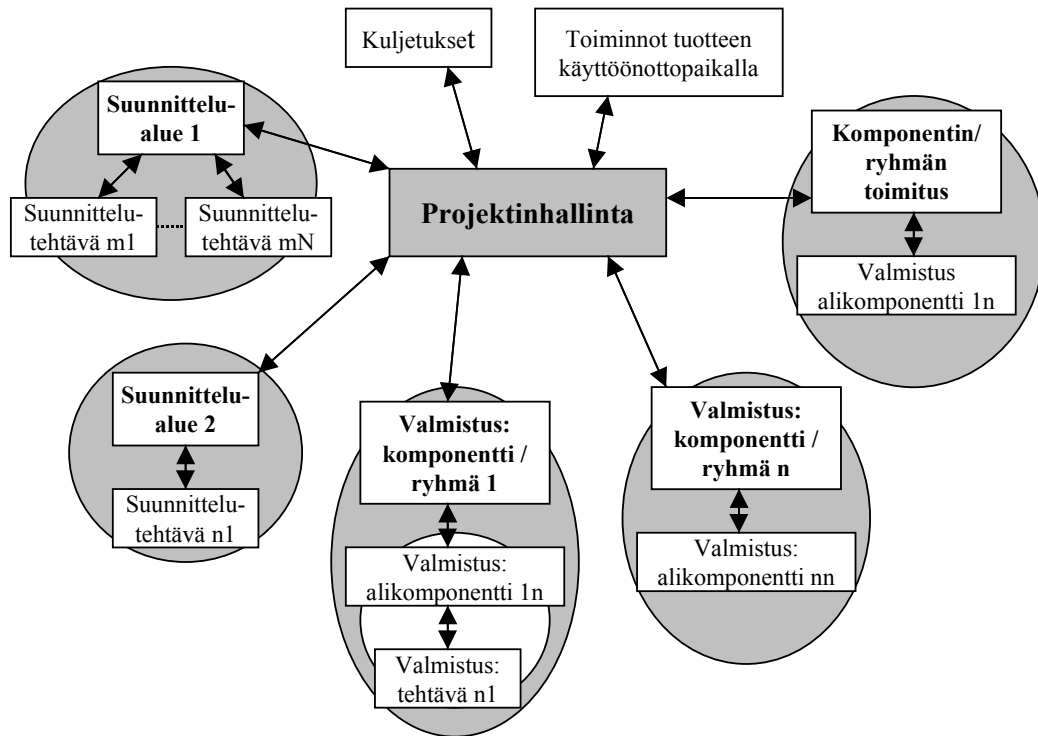 Kuljetukset
Toiminnot tuotteen
käyttöönottopaikalla
Suunnittelu-
alue 1
Suunnittelu-
tehtävä m1
Suunnittelu-
tehtävä mN
Projektinhallinta
Komponentin/
ryhmän
toimitus
Valmistus
alikomponentti 1n
Suunnittelu-
alue 2
Suunnittelu-
tehtävä n1
Valmistus:
komponentti /
ryhmä 1
Valmistus:
alikomponentti 1n
Valmistus:
tehtävä n1
Valmistus:
komponentti /
ryhmä n
Valmistus:
alikomponentti nn